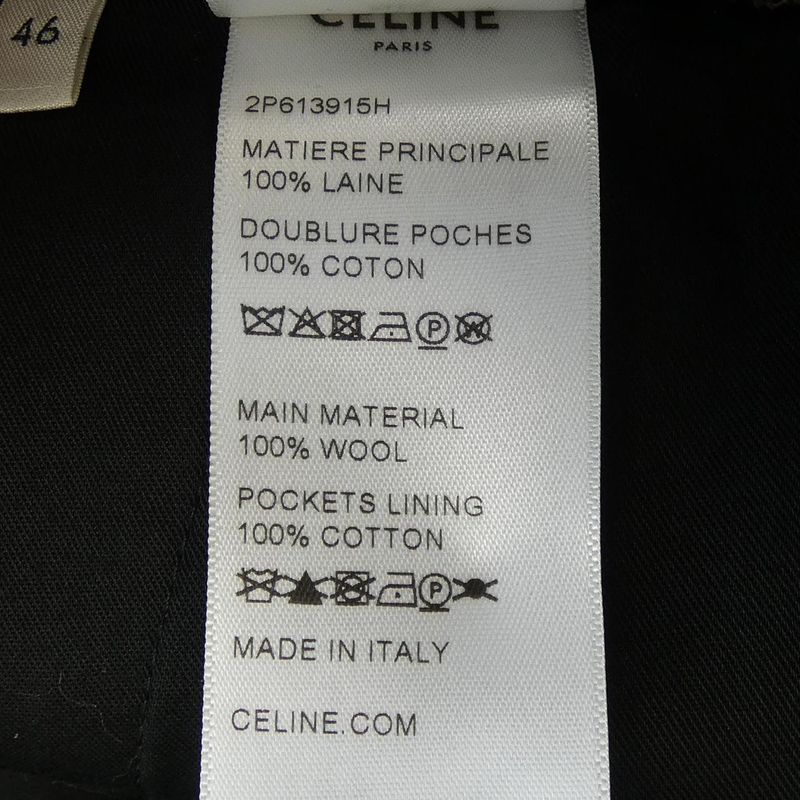 46
CELINE
PARIS
2P613915H
MATIERE PRINCIPALE
100% LAINE
DOUBLURE POCHES
100% COTON
P W
MAIN MATERIAL
100% WOOL
POCKETS LINING
100% COTTON
P
MADE IN ITALY
CELINE.COM